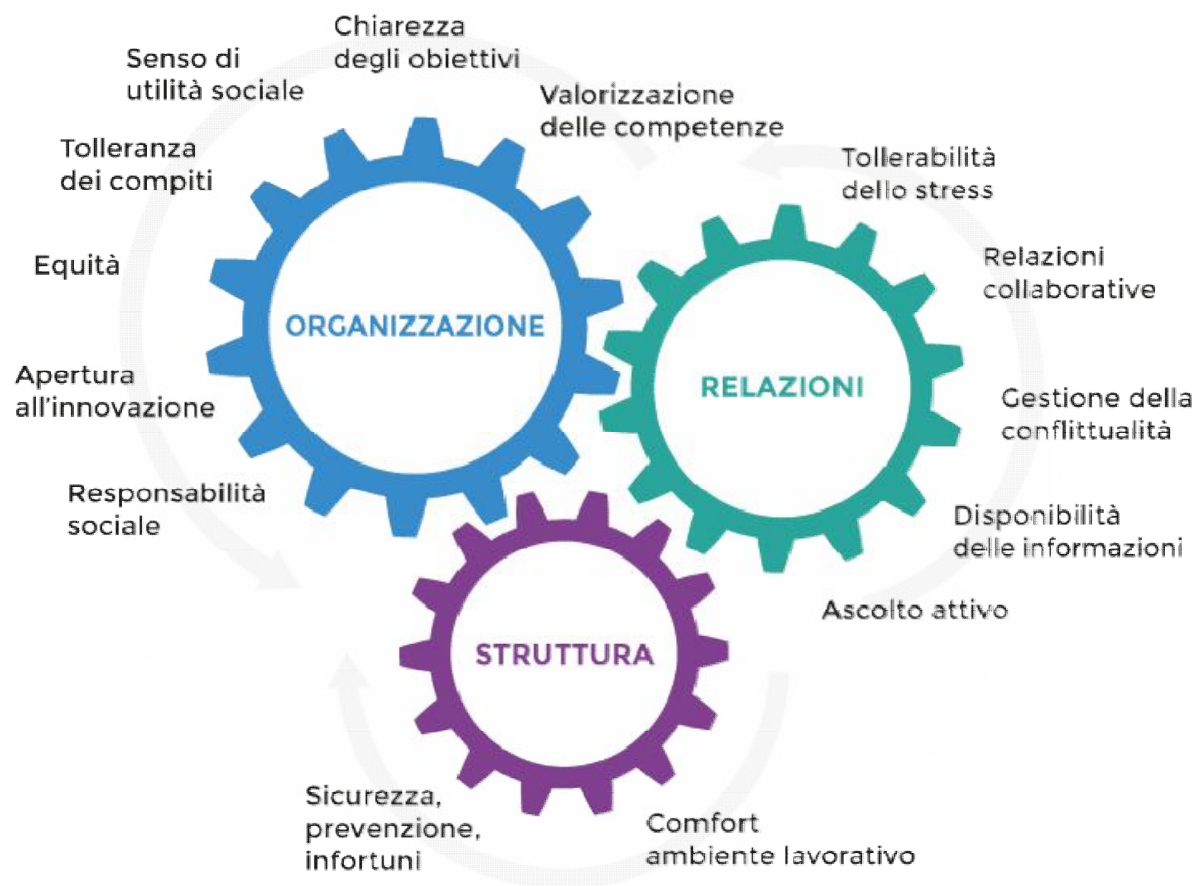 Chiarezza
degli obiettivi
Senso di
utilità sociale
Valorizzazione
delle competenze
Tolleranza
dei compiti
Tollerabilità
dello stress
Equità
Relazioni
collaborative
ORGANIZZAZIONE
RELAZIONI
Apertura
all'innovazione
Gestione della
conflittualità
Responsabilità
sociale
Disponibilità
delle informazioni
Ascolto attivo
STRUTTURA
Sicurezza,
prevenzione,
infortuni
Comfort
ambiente lavorativo